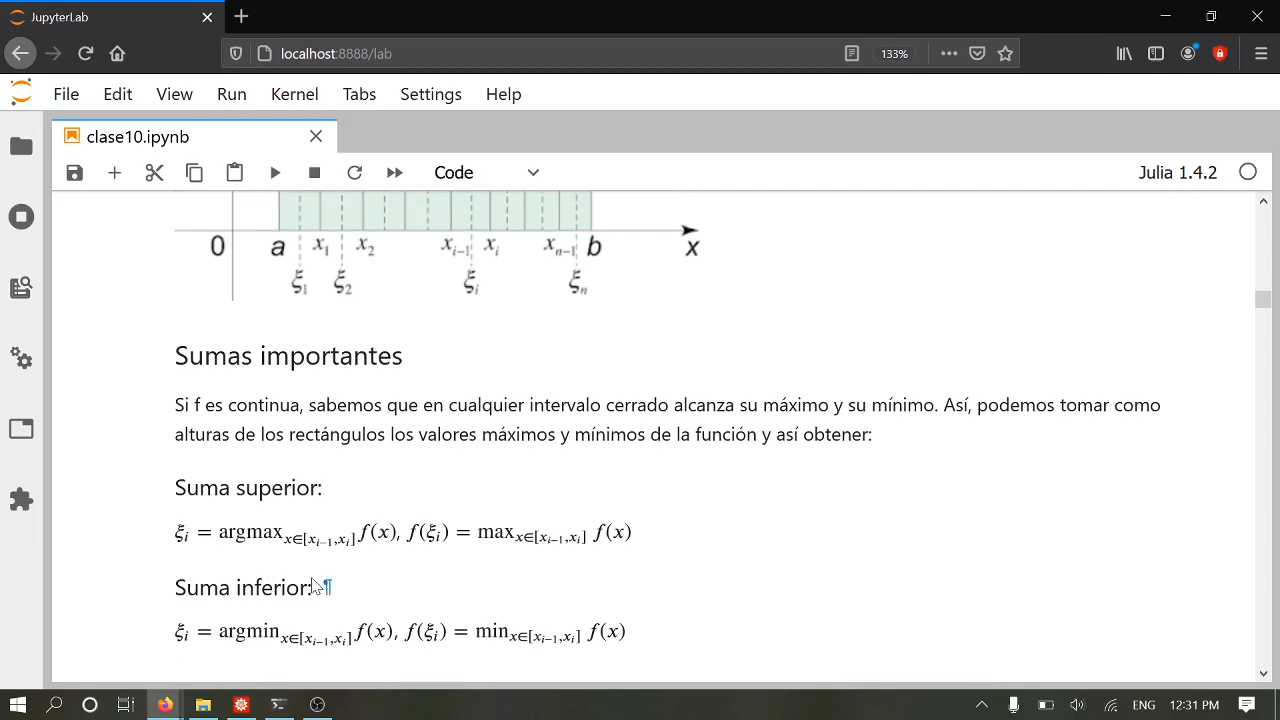 JupyterLab
localhost:8888/lab
133%
File Edit View Run Kernel Tabs Settings Help
clase10.ipynb
Code
Julia 1.4.2
0 a x₁ x₂ xᵢ₋₁ xᵢ xₙ₋₁ b x
ξ₁ ξ₂ ξᵢ ξₙ
Sumas importantes
Si f es continua, sabemos que en cualquier intervalo cerrado alcanza su máximo y su mínimo. Así, podemos tomar como
alturas de los rectángulos los valores máximos y mínimos de la función y así obtener:
Suma superior:
ξᵢ = argmax_{x∈[xᵢ₋₁,xᵢ]} f(x), f(ξᵢ) = max_{x∈[xᵢ₋₁,xᵢ]} f(x)
Suma inferior:¶
ξᵢ = argmin_{x∈[xᵢ₋₁,xᵢ]} f(x), f(ξᵢ) = min_{x∈[xᵢ₋₁,xᵢ]} f(x)
ENG 12:31 PM